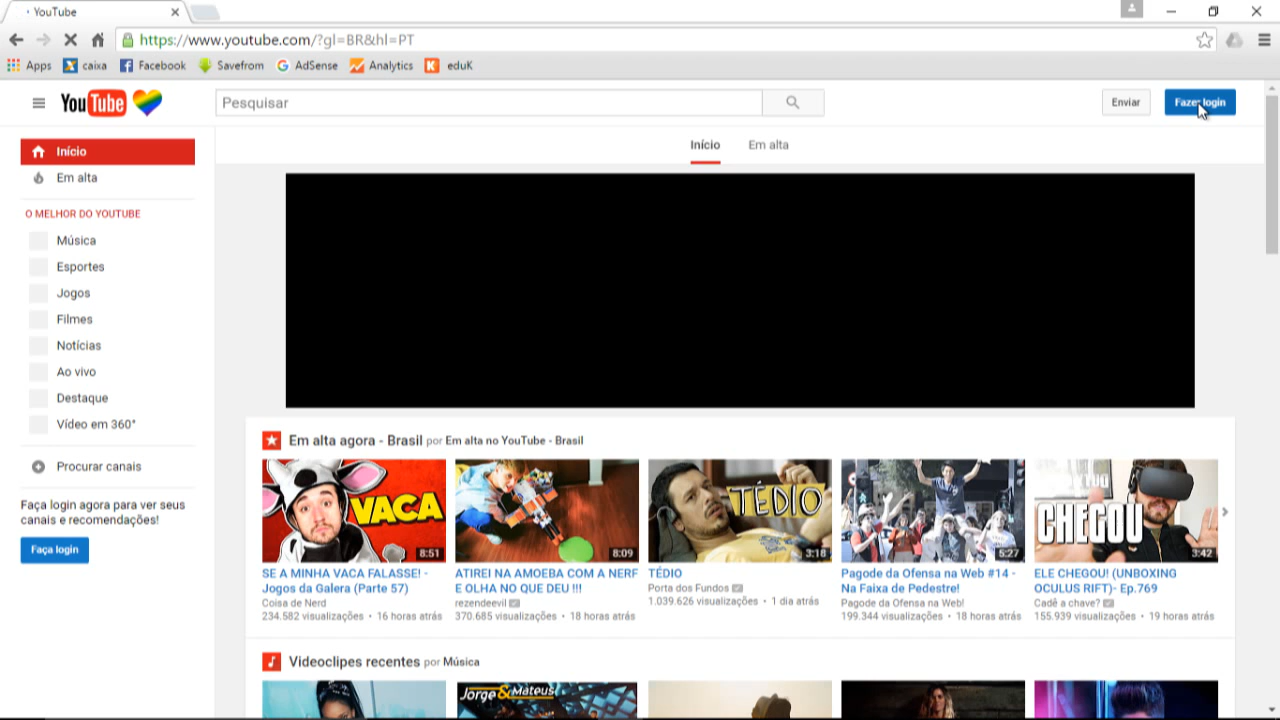 YouTube
https://www.youtube.com/?gl=BR&hl=PT
Apps caixa Facebook Savefrom AdSense Analytics K eduK
YouTube
Pesquisar
Enviar
Fazer login
Início
Em alta
Início
Em alta
O MELHOR DO YOUTUBE
Música
Esportes
Jogos
Filmes
Notícias
Ao vivo
Destaque
Vídeo em 360°
Procurar canais
Faça login agora para ver seus
canais e recomendações!
Faça login
Em alta agora - Brasil por Em alta no YouTube - Brasil
VACA
8:51
SE A MINHA VACA FALASSE! -
Jogos da Galera (Parte 57)
Coisa de Nerd
234.582 visualizações • 16 horas atrás
8:09
ATIREI NA AMOEBA COM A NERF
E OLHA NO QUE DEU !!!
rezendeevil
370.685 visualizações • 18 horas atrás
TÉDIO
3:18
TÉDIO
Porta dos Fundos
1.039.626 visualizações • 1 dia atrás
5:27
Pagode da Ofensa na Web #14 -
Na Faixa de Pedestre!
Pagode da Ofensa na Web!
199.344 visualizações • 18 horas atrás
CHEGOU
3:42
ELE CHEGOU! (UNBOXING
OCULUS RIFT)- Ep.769
Cadê a chave?
155.939 visualizações • 19 horas atrás
Videoclipes recentes por Música
Jorge & Mateus